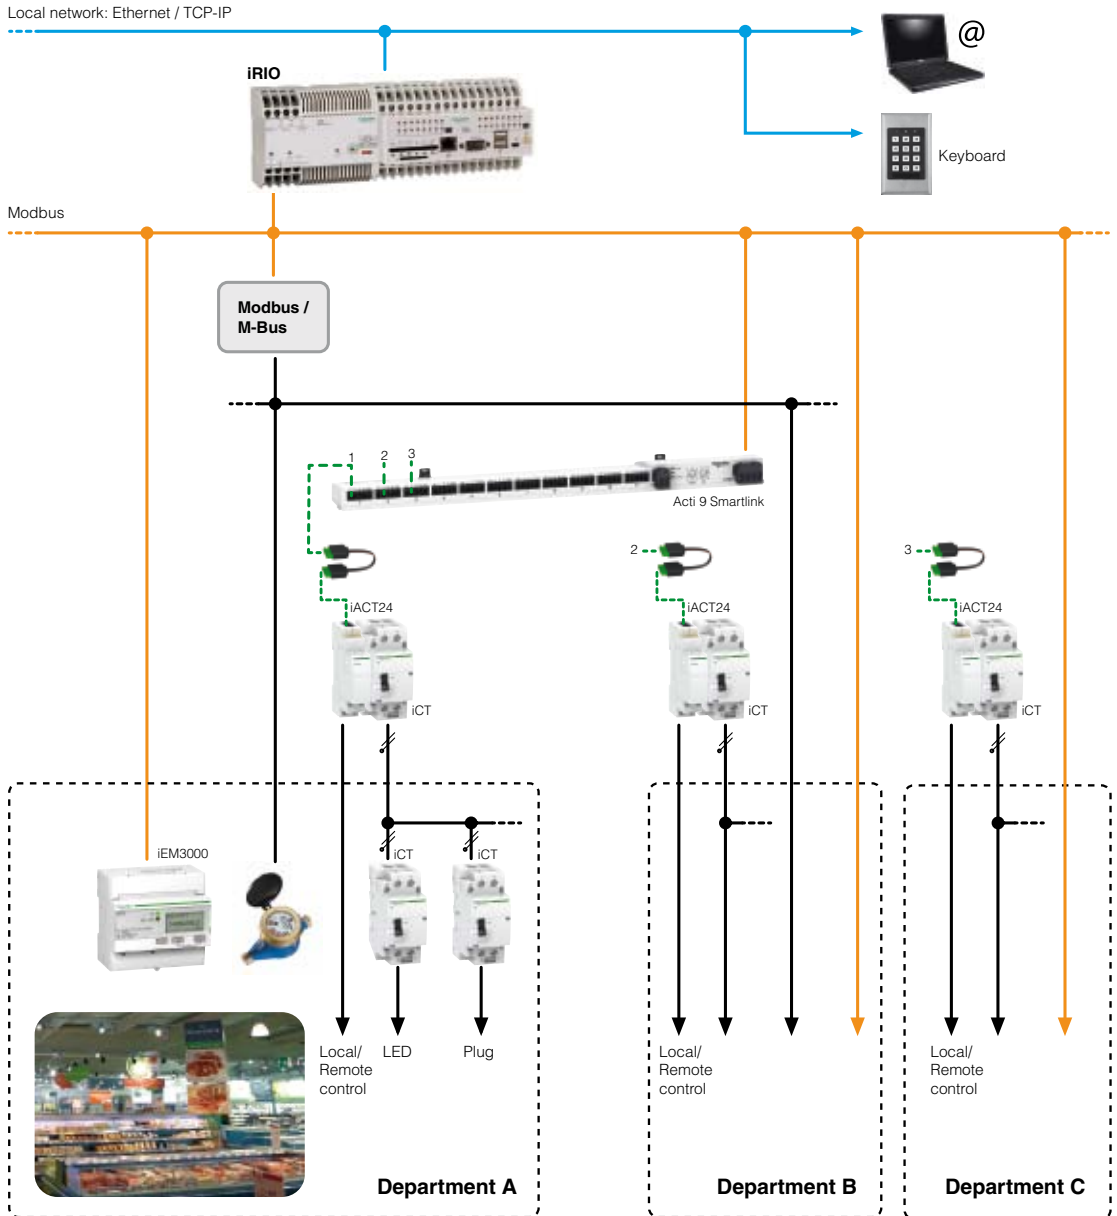 Local network: Ethernet / TCP-IP
@
iRIO
Keyboard
Modbus
Modbus /
M-Bus
1
2
3
Acti 9 Smartlink
2
3
iACT24
iACT24
iACT24
iCT
iCT
iCT
iEM3000
iCT
iCT
Local/
Remote
control
LED
Plug
Local/
Remote
control
Local/
Remote
control
Department A
Department B
Department C